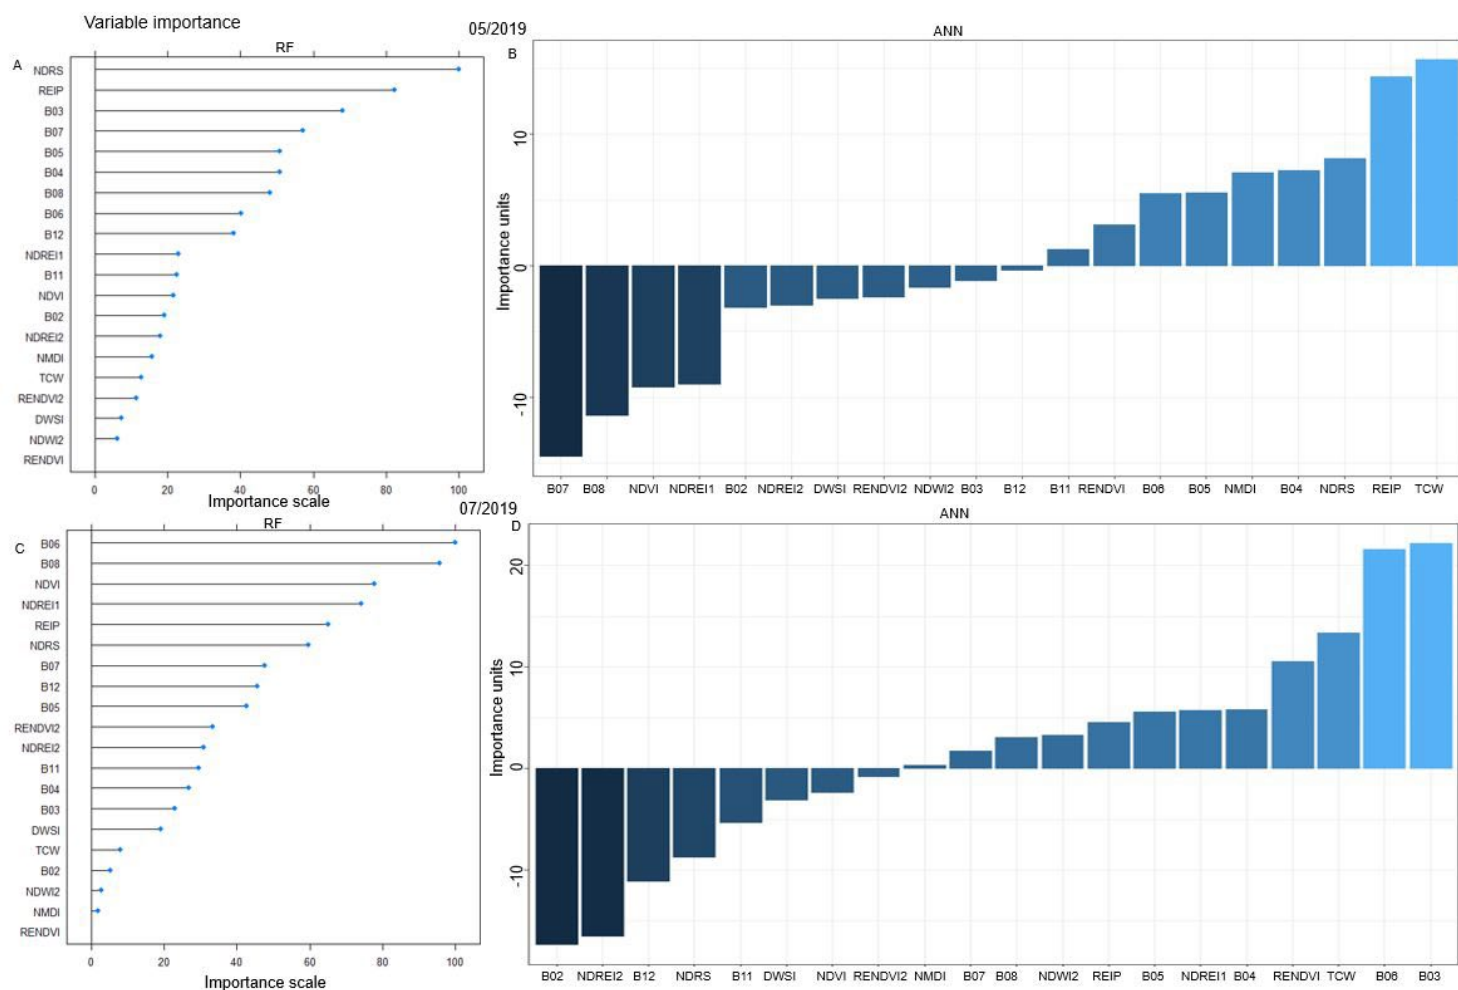 Variable importance
05/2019
RF
A
NDRS
REIP
B03
B07
B05
B04
B08
B06
B12
NDREI1
B11
NDVI
B02
NDREI2
NMDI
TCW
RENDVI2
DWSI
NDWI2
RENDVI
0 20 40 60 80 100
Importance scale
ANN
B
Importance units
10
0
-10
B07 B08 NDVI NDREI1 B02 NDREI2 DWSI RENDVI2 NDWI2 B03 B12 B11 RENDVI B06 B05 NMDI B04 NDRS REIP TCW
07/2019
RF
C
B06
B08
NDVI
NDREI1
REIP
NDRS
B07
B12
B05
RENDVI2
NDREI2
B11
B04
B03
DWSI
TCW
B02
NDWI2
NMDI
RENDVI
0 20 40 60 80 100
Importance scale
ANN
D
Importance units
20
10
0
-10
B02 NDREI2 B12 NDRS B11 DWSI NDVI RENDVI2 NMDI B07 B08 NDWI2 REIP B05 NDREI1 B04 RENDVI TCW B06 B03